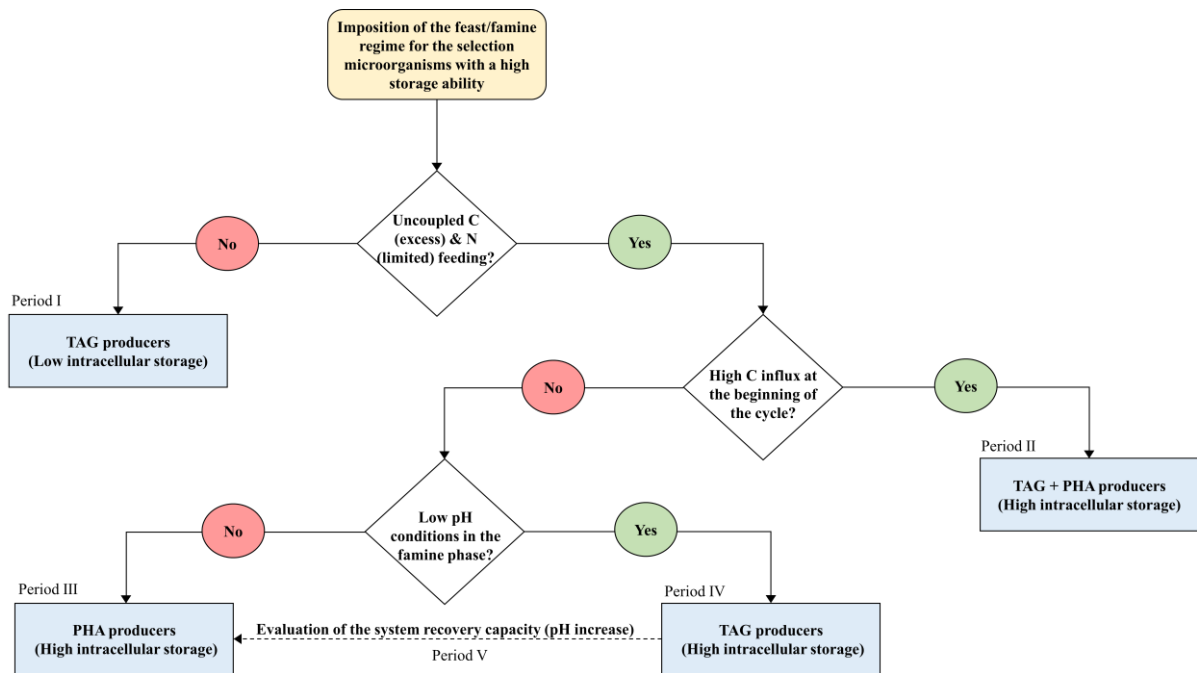 Imposition of the feast/famine
regime for the selection
microorganisms with a high
storage ability
Uncoupled C
(excess) & N
(limited) feeding?
No
Yes
Period I
TAG producers
(Low intracellular storage)
High C influx at
the beginning of
the cycle?
No
Yes
Period II
TAG + PHA producers
(High intracellular storage)
Low pH
conditions in the
famine phase?
No
Yes
Period III
PHA producers
(High intracellular storage)
Evaluation of the system recovery capacity (pH increase)
Period V
Period IV
TAG producers
(High intracellular storage)